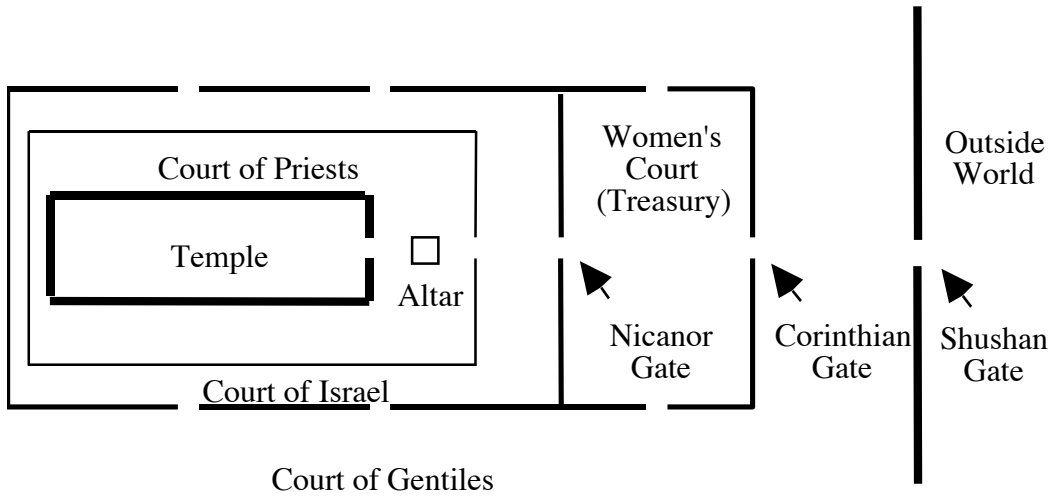 Women's
Court
(Treasury)
Outside
World
Court of Priests
Temple
Altar
Nicanor
Gate
Corinthian
Gate
Shushan
Gate
Court of Israel
Court of Gentiles